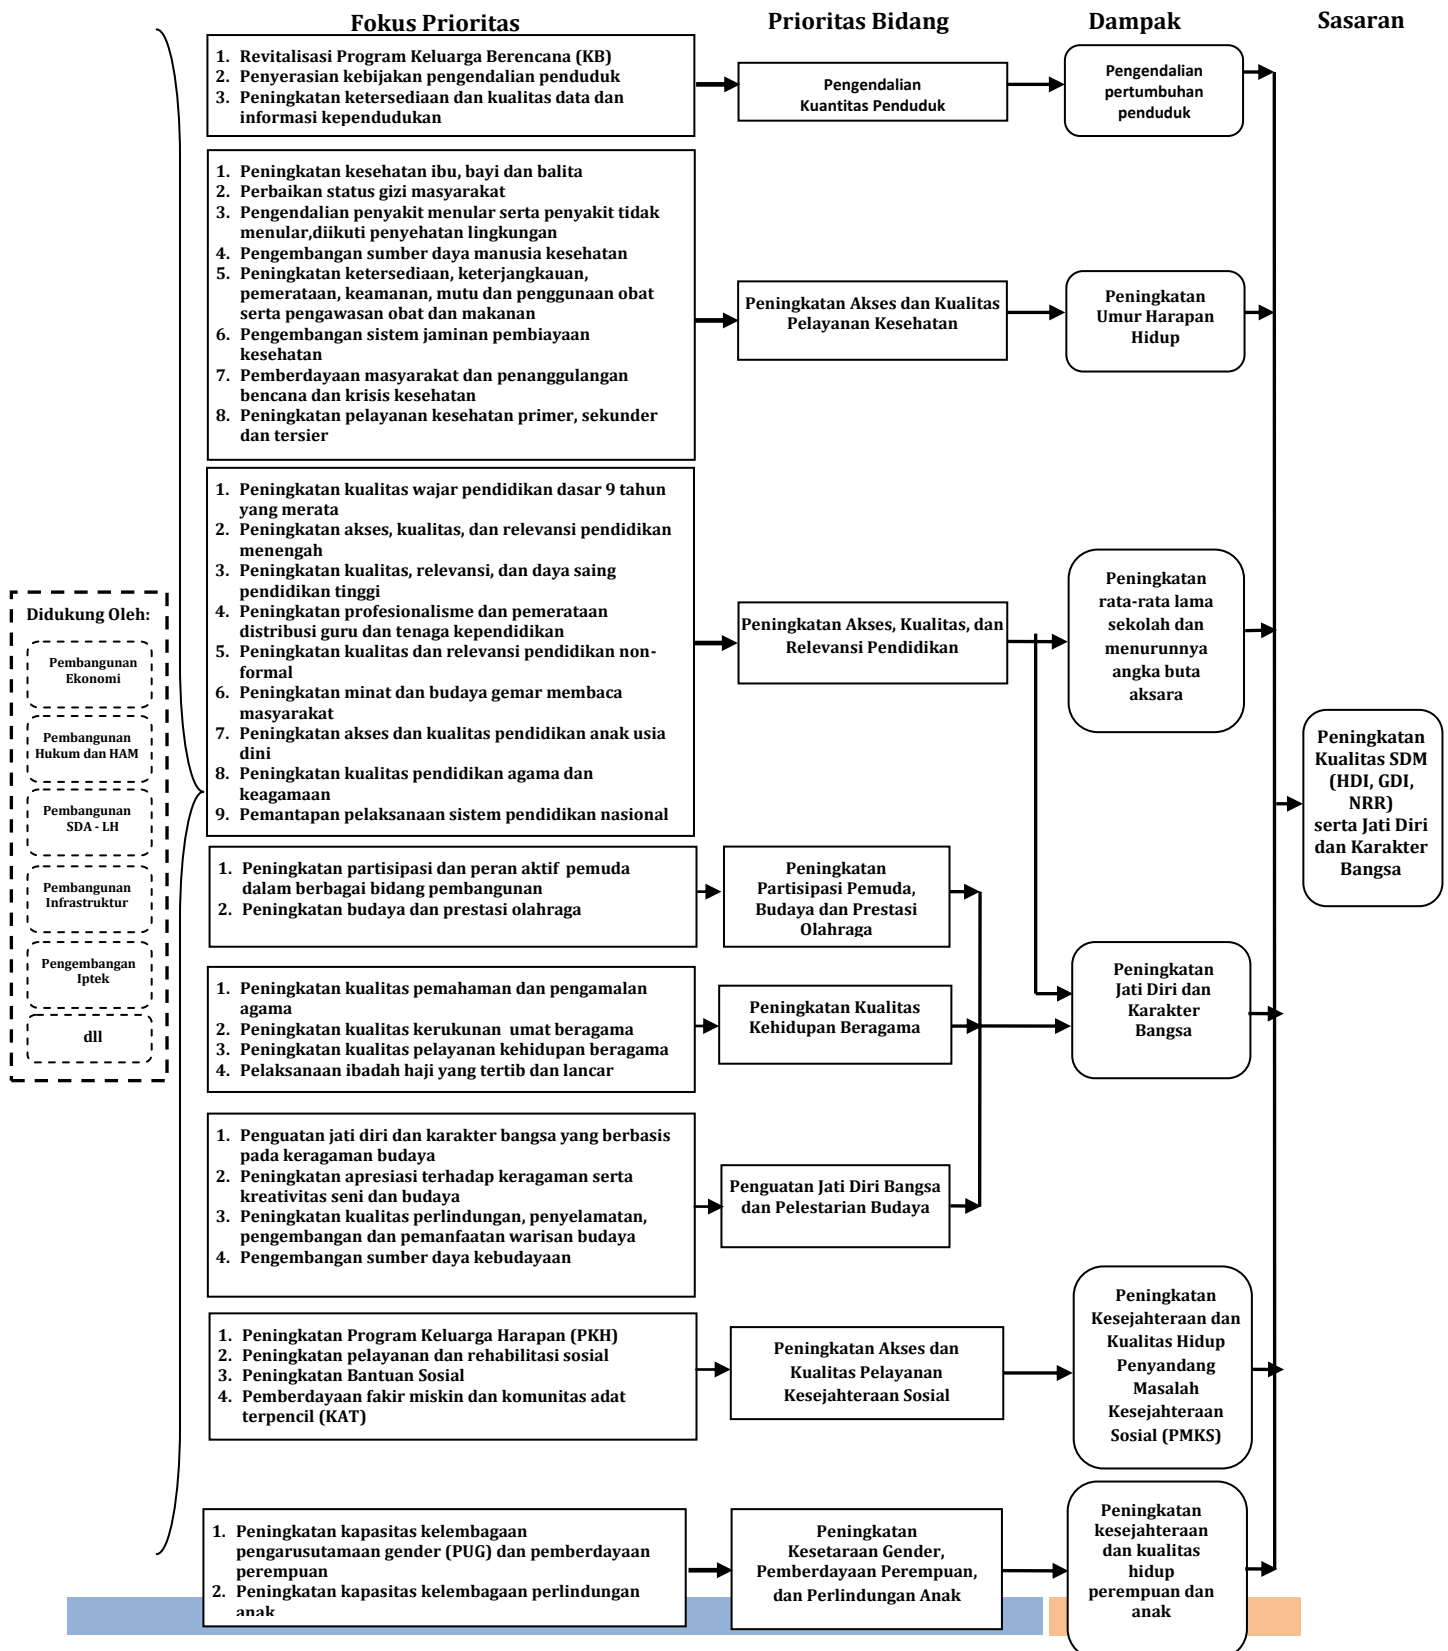 Fokus Prioritas
Prioritas Bidang
Dampak
Sasaran
1. Revitalisasi Program Keluarga Berencana (KB)
2. Penyerasian kebijakan pengendalian penduduk
3. Peningkatan ketersediaan dan kualitas data dan
informasi kependudukan
Pengendalian
Kuantitas Penduduk
Pengendalian
pertumbuhan
penduduk
1. Peningkatan kesehatan ibu, bayi dan balita
2. Perbaikan status gizi masyarakat
3. Pengendalian penyakit menular serta penyakit tidak
menular,diikuti penyehatan lingkungan
4. Pengembangan sumber daya manusia kesehatan
5. Peningkatan ketersediaan, keterjangkauan,
pemerataan, keamanan, mutu dan penggunaan obat
serta pengawasan obat dan makanan
6. Pengembangan sistem jaminan pembiayaan
kesehatan
7. Pemberdayaan masyarakat dan penanggulangan
bencana dan krisis kesehatan
8. Peningkatan pelayanan kesehatan primer, sekunder
dan tersier
Peningkatan Akses dan Kualitas
Pelayanan Kesehatan
Peningkatan
Umur Harapan
Hidup
1. Peningkatan kualitas wajar pendidikan dasar 9 tahun
yang merata
2. Peningkatan akses, kualitas, dan relevansi pendidikan
menengah
3. Peningkatan kualitas, relevansi, dan daya saing
pendidikan tinggi
4. Peningkatan profesionalisme dan pemerataan
distribusi guru dan tenaga kependidikan
5. Peningkatan kualitas dan relevansi pendidikan non-
formal
6. Peningkatan minat dan budaya gemar membaca
masyarakat
7. Peningkatan akses dan kualitas pendidikan anak usia
dini
8. Peningkatan kualitas pendidikan agama dan
keagamaan
9. Pemantapan pelaksanaan sistem pendidikan nasional
Peningkatan Akses, Kualitas, dan
Relevansi Pendidikan
Peningkatan
rata-rata lama
sekolah dan
menurunnya
angka buta
aksara
Didukung Oleh:
Pembangunan
Ekonomi
Pembangunan
Hukum dan HAM
Pembangunan
SDA - LH
Pembangunan
Infrastruktur
Pengembangan
Iptek
dll
Peningkatan
Kualitas SDM
(HDI, GDI,
NRR)
serta Jati Diri
dan Karakter
Bangsa
1. Peningkatan partisipasi dan peran aktif pemuda
dalam berbagai bidang pembangunan
2. Peningkatan budaya dan prestasi olahraga
Peningkatan
Partisipasi Pemuda,
Budaya dan Prestasi
Olahraga
1. Peningkatan kualitas pemahaman dan pengamalan
agama
2. Peningkatan kualitas kerukunan umat beragama
3. Peningkatan kualitas pelayanan kehidupan beragama
4. Pelaksanaan ibadah haji yang tertib dan lancar
Peningkatan Kualitas
Kehidupan Beragama
Peningkatan
Jati Diri dan
Karakter
Bangsa
1. Penguatan jati diri dan karakter bangsa yang berbasis
pada keragaman budaya
2. Peningkatan apresiasi terhadap keragaman serta
kreativitas seni dan budaya
3. Peningkatan kualitas perlindungan, penyelamatan,
pengembangan dan pemanfaatan warisan budaya
4. Pengembangan sumber daya kebudayaan
Penguatan Jati Diri Bangsa
dan Pelestarian Budaya
1. Peningkatan Program Keluarga Harapan (PKH)
2. Peningkatan pelayanan dan rehabilitasi sosial
3. Peningkatan Bantuan Sosial
4. Pemberdayaan fakir miskin dan komunitas adat
terpencil (KAT)
Peningkatan Akses dan
Kualitas Pelayanan
Kesejahteraan Sosial
Peningkatan
Kesejahteraan dan
Kualitas Hidup
Penyandang
Masalah
Kesejahteraan
Sosial (PMKS)
1. Peningkatan kapasitas kelembagaan
pengarusutamaan gender (PUG) dan pemberdayaan
perempuan
2. Peningkatan kapasitas kelembagaan perlindungan
anak
Peningkatan
Kesetaraan Gender,
Pemberdayaan Perempuan,
dan Perlindungan Anak
Peningkatan
kesejahteraan
dan kualitas
hidup
perempuan dan
anak